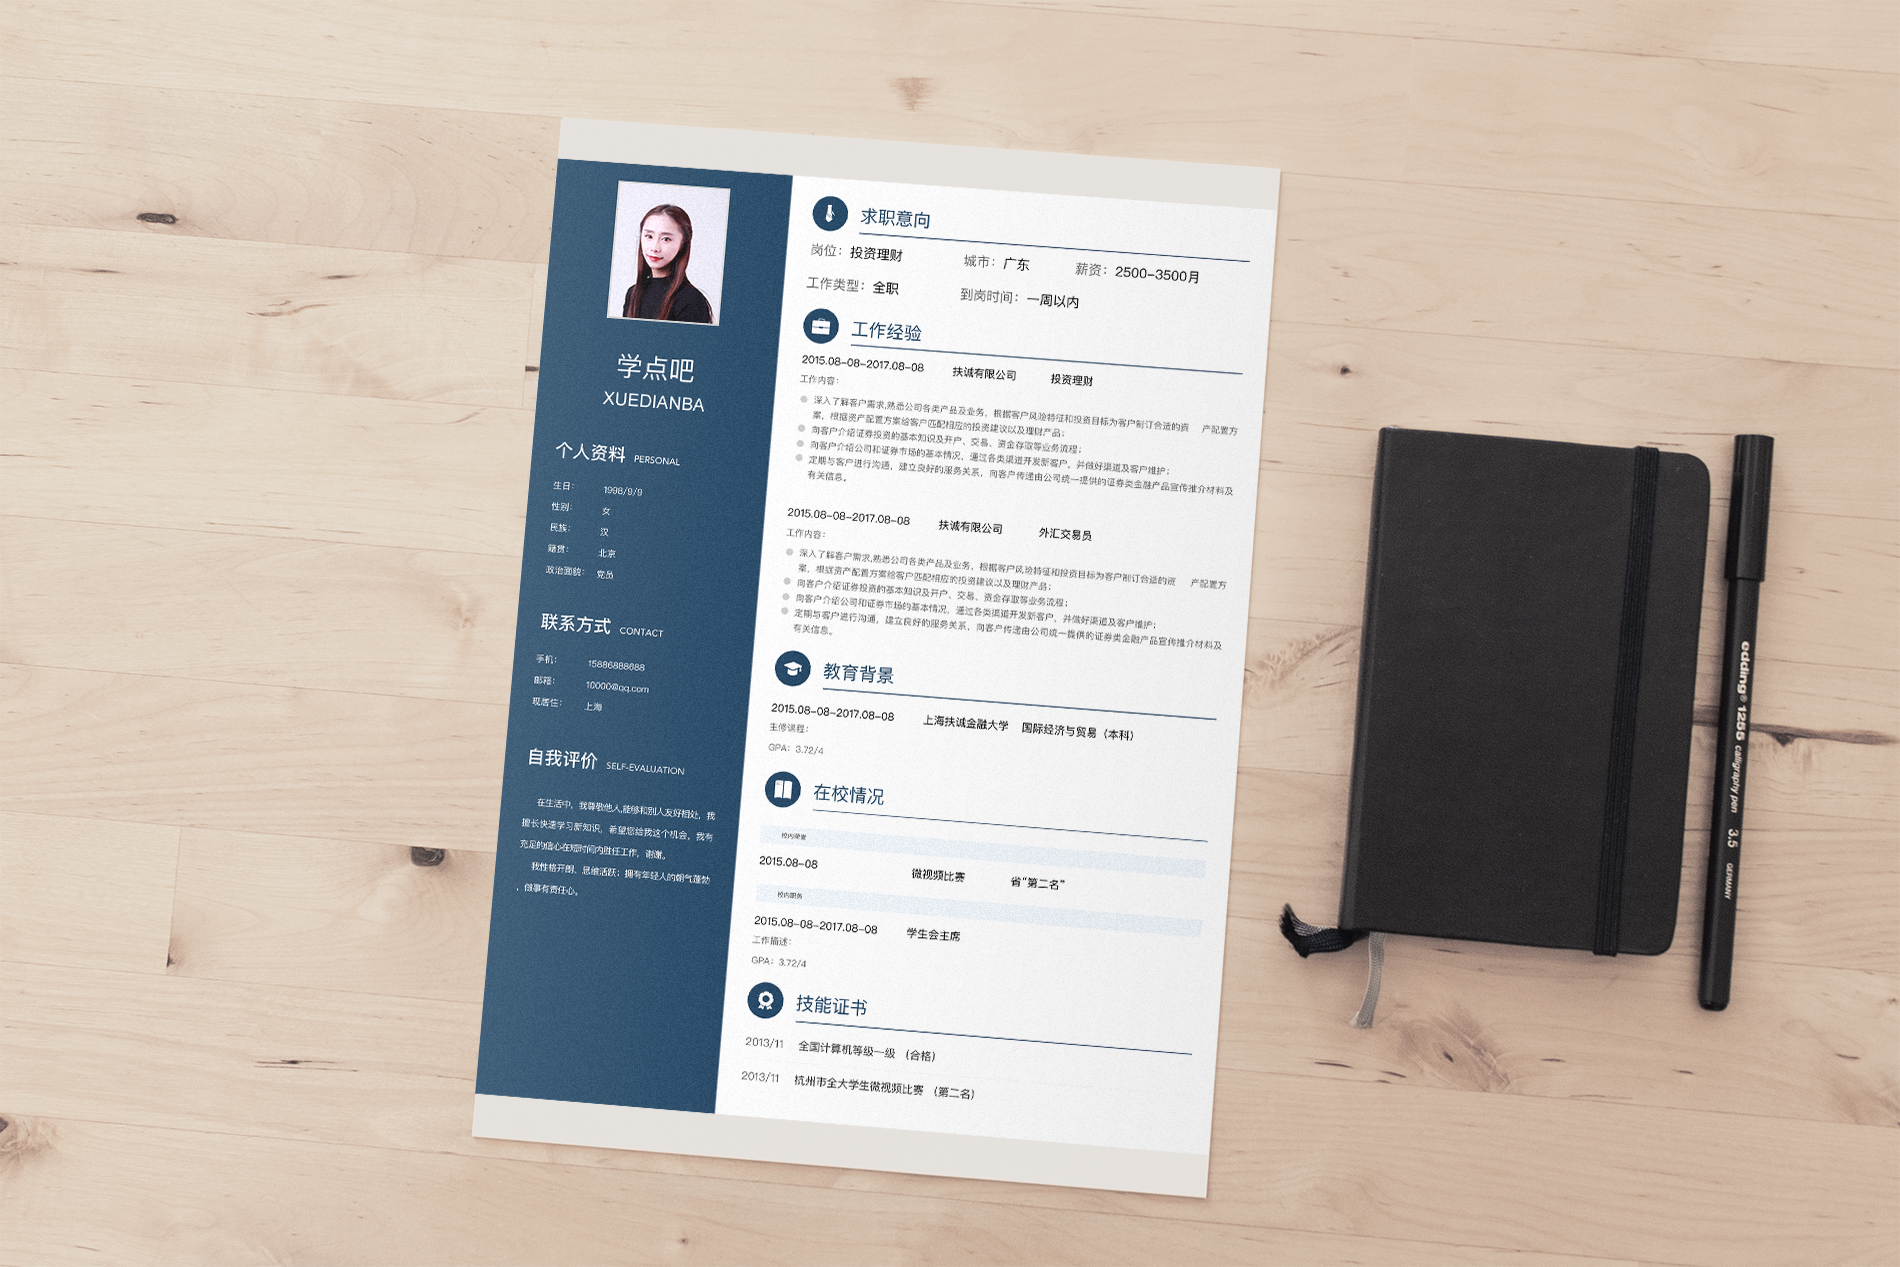 学点吧
XUEDIANBA
个人资料 PERSONAL
生日： 1998/9/9
性别： 女
民族： 汉
籍贯： 北京
政治面貌： 党员
联系方式 CONTACT
手机： 15886888688
邮箱： 10000@qq.com
现居住： 上海
自我评价 SELF-EVALUATION
在生活中，我尊敬他人,能够和别人友好相处，我
擅长快速学习新知识，希望您给我这个机会，我有
充足的信心在短时间内胜任工作，谢谢。
我性格开朗、思维活跃；拥有年轻人的朝气蓬勃
，做事有责任心。
求职意向
岗位：投资理财 城市：广东 薪资：2500-3500月
工作类型：全职 到岗时间：一周以内
工作经验
2015.08-08-2017.08-08 扶诚有限公司 投资理财
工作内容：
深入了解客户需求,熟悉公司各类产品及业务，根据客户风险特征和投资目标为客户制订合适的资 产配置方
案，根据资产配置方案给客户匹配相应的投资建议以及理财产品；
向客户介绍证券投资的基本知识及开户、交易、资金存取等业务流程；
向客户介绍公司和证券市场的基本情况，通过各类渠道开发新客户，并做好渠道及客户维护；
定期与客户进行沟通，建立良好的服务关系，向客户传递由公司统一提供的证券类金融产品宣传推介材料及
有关信息。
2015.08-08-2017.08-08 扶诚有限公司 外汇交易员
工作内容：
深入了解客户需求,熟悉公司各类产品及业务，根据客户风险特征和投资目标为客户制订合适的资 产配置方
案，根据资产配置方案给客户匹配相应的投资建议以及理财产品；
向客户介绍证券投资的基本知识及开户、交易、资金存取等业务流程；
向客户介绍公司和证券市场的基本情况，通过各类渠道开发新客户，并做好渠道及客户维护；
定期与客户进行沟通，建立良好的服务关系，向客户传递由公司统一提供的证券类金融产品宣传推介材料及
有关信息。
教育背景
2015.08-08-2017.08-08 上海扶诚金融大学 国际经济与贸易（本科）
主修课程：
GPA：3.72/4
在校情况
校内荣誉
2015.08-08 微视频比赛 省“第二名”
校内职务
2015.08-08-2017.08-08 学生会主席
工作描述：
GPA：3.72/4
技能证书
2013/11 全国计算机等级一级 （合格）
2013/11 杭州市全大学生微视频比赛 （第二名）
edding® 1255 calligraphy pen 3.5 GERMANY